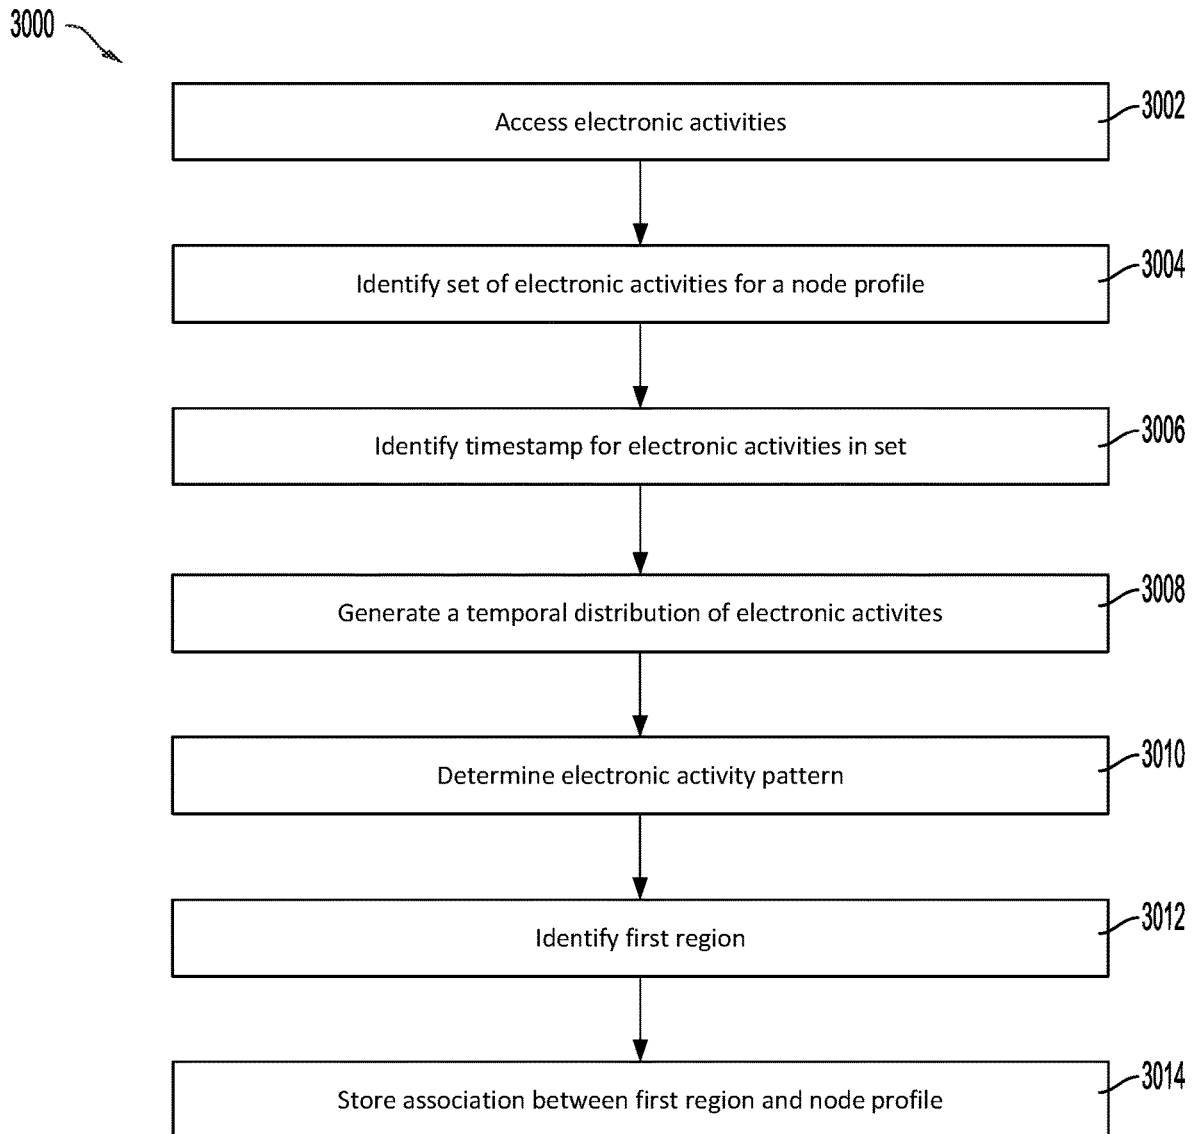 3000
Access electronic activities
3002
Identify set of electronic activities for a node profile
3004
Identify timestamp for electronic activities in set
3006
Generate a temporal distribution of electronic activites
3008
Determine electronic activity pattern
3010
Identify first region
3012
Store association between first region and node profile
3014